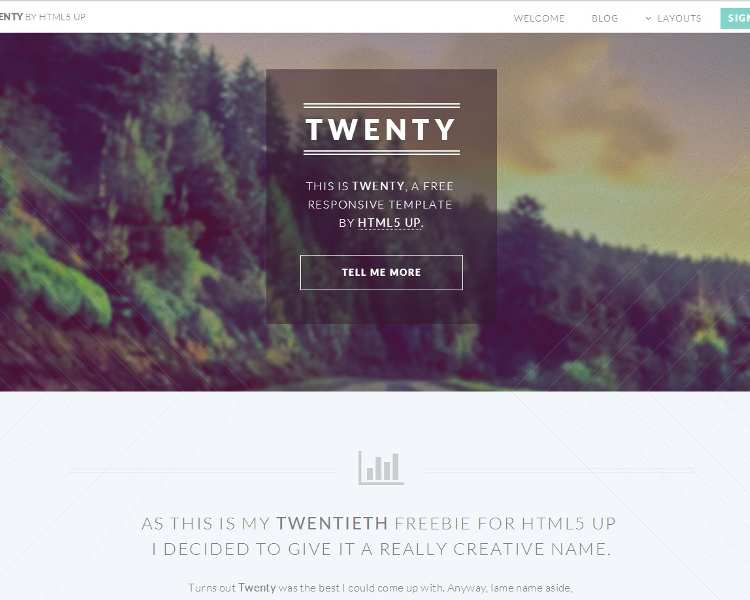 ENTY BY HTML5 UP
WELCOME BLOG LAYOUTS SIGN
TWENTY
THIS IS TWENTY, A FREE
RESPONSIVE TEMPLATE
BY HTML5 UP.
TELL ME MORE
AS THIS IS MY TWENTIETH FREEBIE FOR HTML5 UP
I DECIDED TO GIVE IT A REALLY CREATIVE NAME.
Turns out Twenty was the best I could come up with. Anyway, lame name aside,